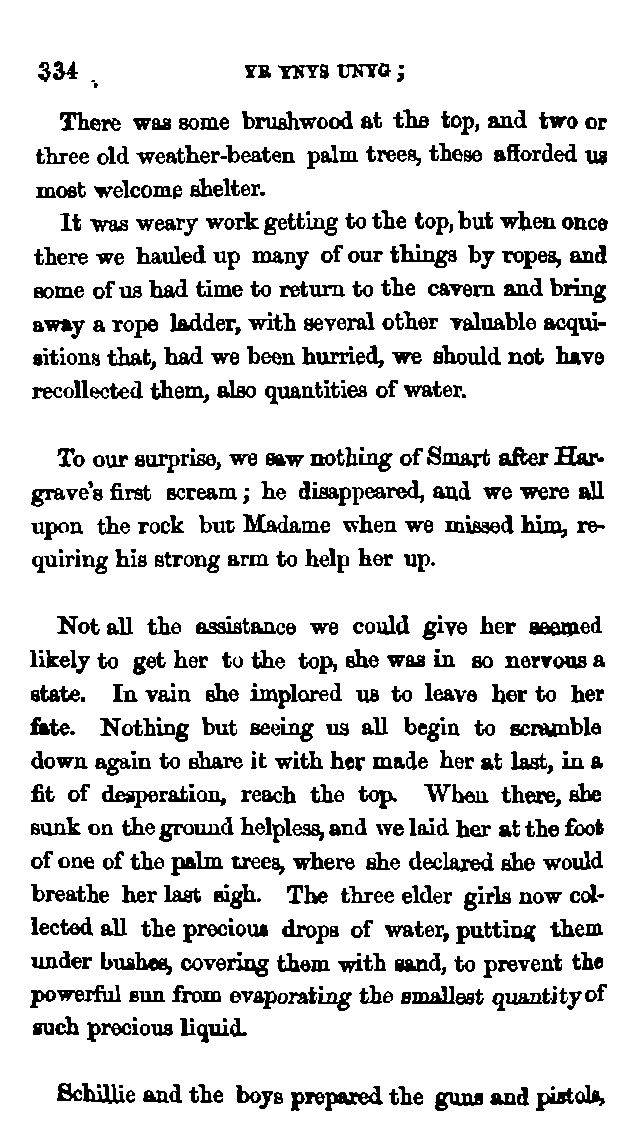 334 YR YNYS UNYG;
There was some brushwood at the top, and two or
three old weather-beaten palm trees, these afforded us
most welcome shelter.
It was weary work getting to the top, but when once
there we hauled up many of our things by ropes, and
some of us had time to return to the cavern and bring
away a rope ladder, with several other valuable acqui-
sitions that, had we been hurried, we should not have
recollected them, also quantities of water.
To our surprise, we saw nothing of Smart after Har-
grave's first scream; he disappeared, and we were all
upon the rock but Madame when we missed him, re-
quiring his strong arm to help her up.
Not all the assistance we could give her seemed
likely to get her to the top, she was in so nervous a
state. In vain she implored us to leave her to her
fate. Nothing but seeing us all begin to scramble
down again to share it with her made her at last, in a
fit of desperation, reach the top. When there, she
sunk on the ground helpless, and we laid her at the foot
of one of the palm trees, where she declared she would
breathe her last sigh. The three elder girls now col-
lected all the precious drops of water, putting them
under bushes, covering them with sand, to prevent the
powerful sun from evaporating the smallest quantity of
such precious liquid.
Schillie and the boys prepared the guns and pistols,